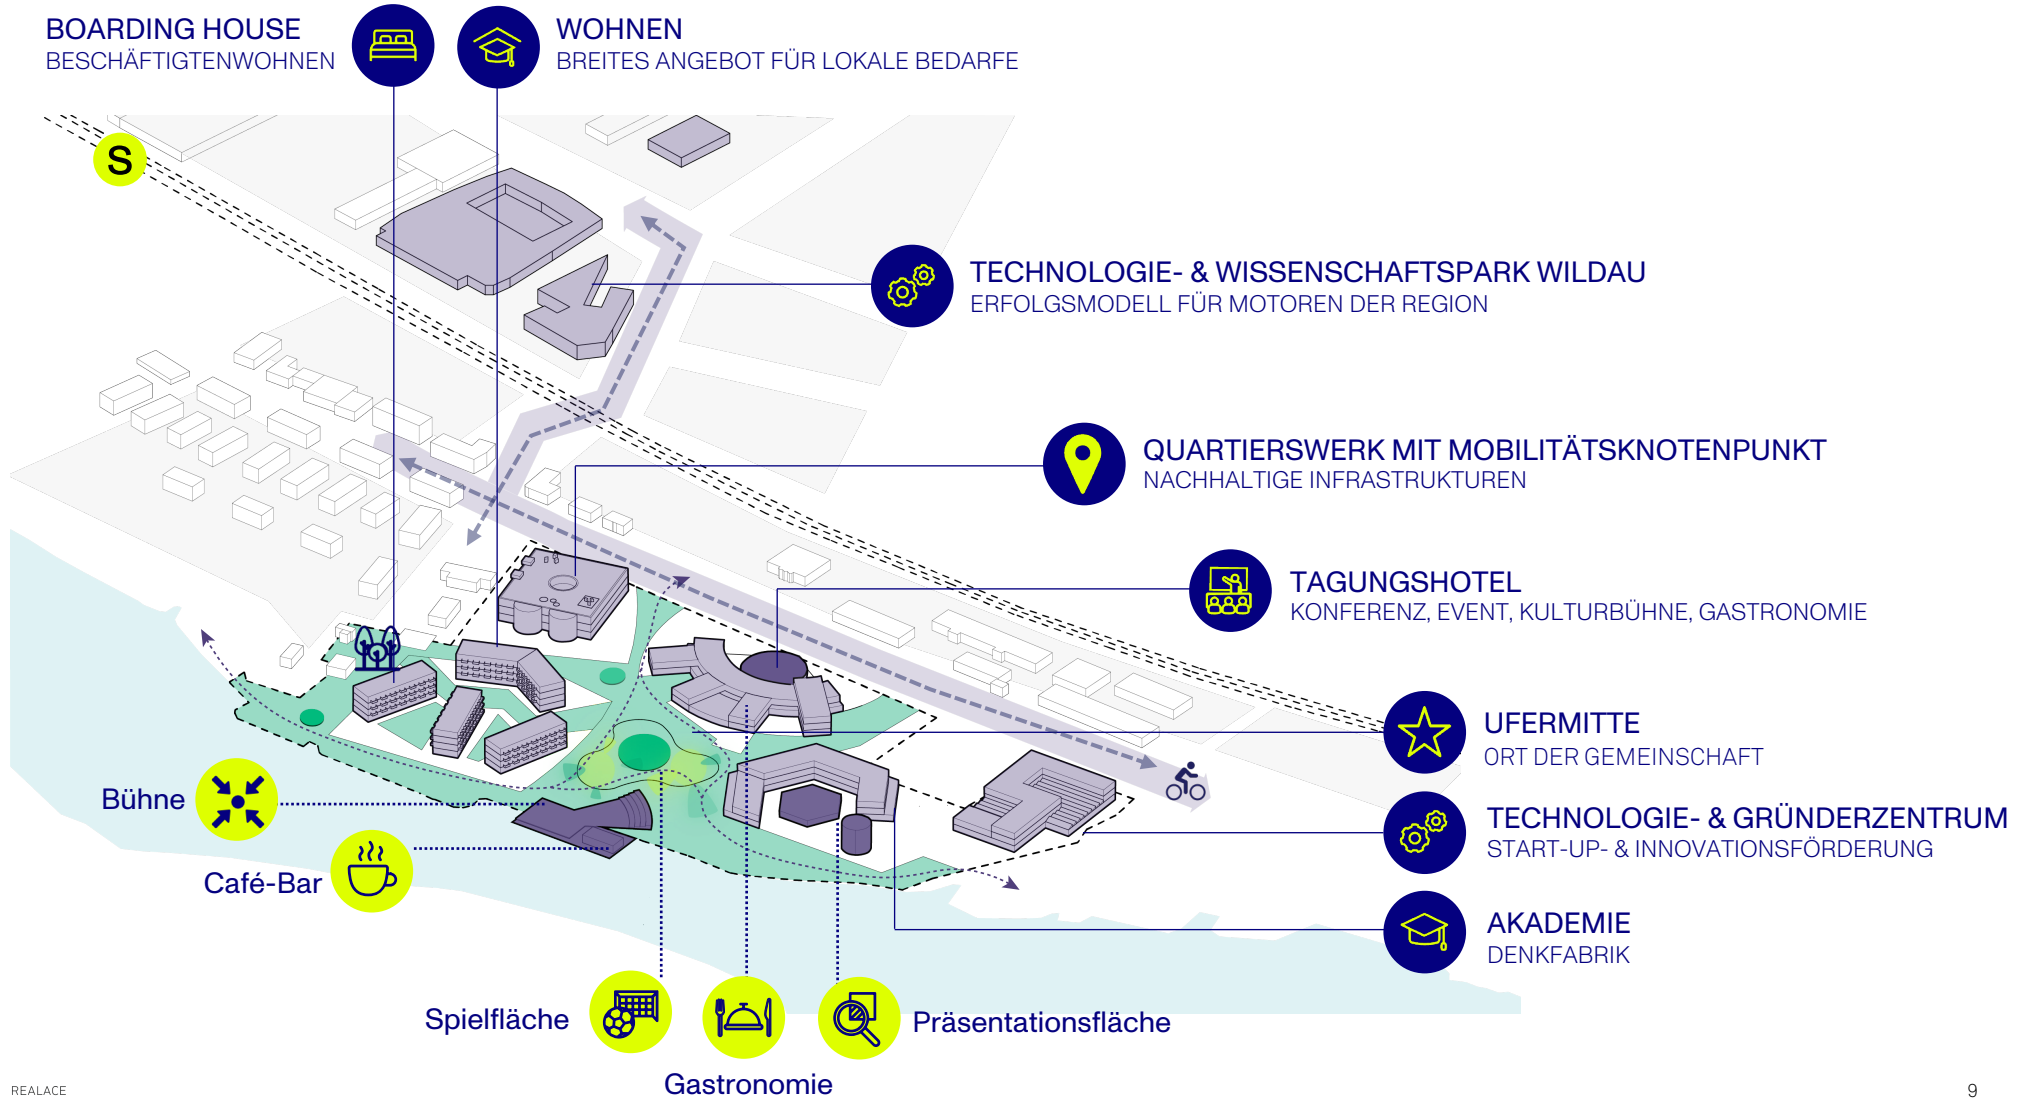 BOARDING HOUSE
BESCHÄFTIGTENWOHNEN
WOHNEN
BREITES ANGEBOT FÜR LOKALE BEDARFE
S
TECHNOLOGIE- & WISSENSCHAFTSPARK WILDAU
ERFOLGSMODELL FÜR MOTOREN DER REGION
QUARTIERSWERK MIT MOBILITÄTSKNOTENPUNKT
NACHHALTIGE INFRASTRUKTUREN
TAGUNGSHOTEL
KONFERENZ, EVENT, KULTURBÜHNE, GASTRONOMIE
UFERMITTE
ORT DER GEMEINSCHAFT
Bühne
TECHNOLOGIE- & GRÜNDERZENTRUM
START-UP- & INNOVATIONSFÖRDERUNG
Café-Bar
AKADEMIE
DENKFABRIK
Spielfläche
Präsentationsfläche
Gastronomie
REALACE
9